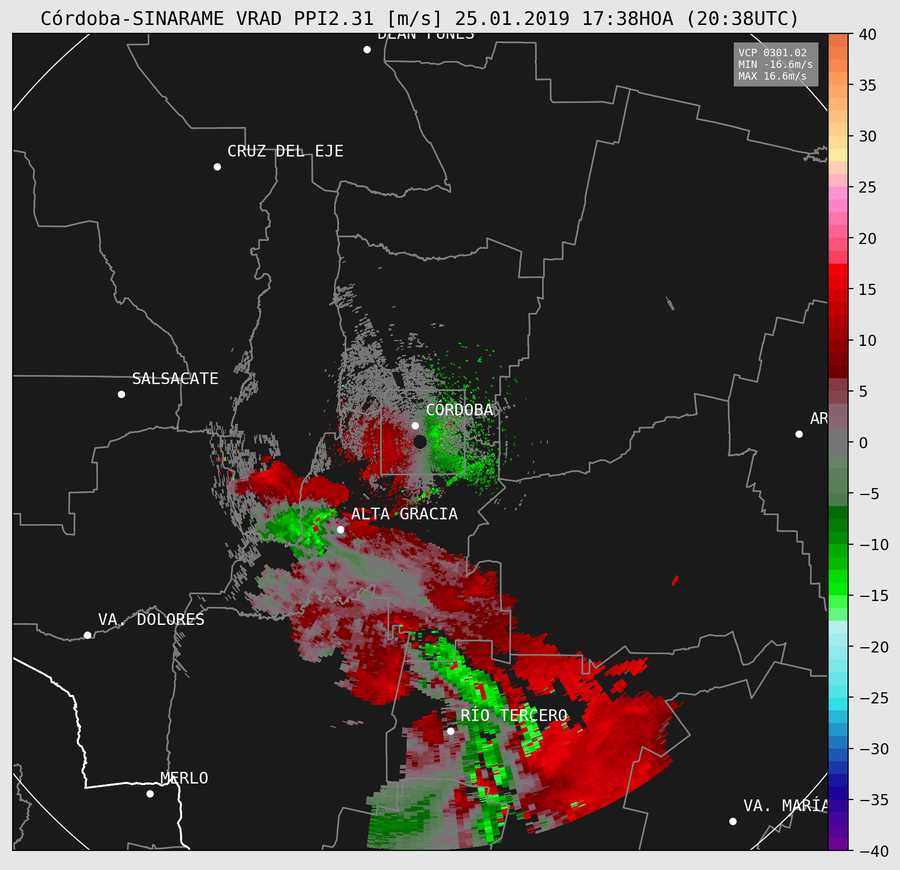 Córdoba-SINARAME VRAD PPI2.31 [m/s] 25.01.2019 17:38HOA (20:38UTC)
DEAN FUNES
VCP 0301.02
MIN -16.6m/s
MAX 16.6m/s
CRUZ DEL EJE
SALSACATE
CÓRDOBA
AR
ALTA GRACIA
VA. DOLORES
RÍO TERCERO
MERLO
VA. MARÍA
40
35
30
25
20
15
10
5
0
−5
−10
−15
−20
−25
−30
−35
−40